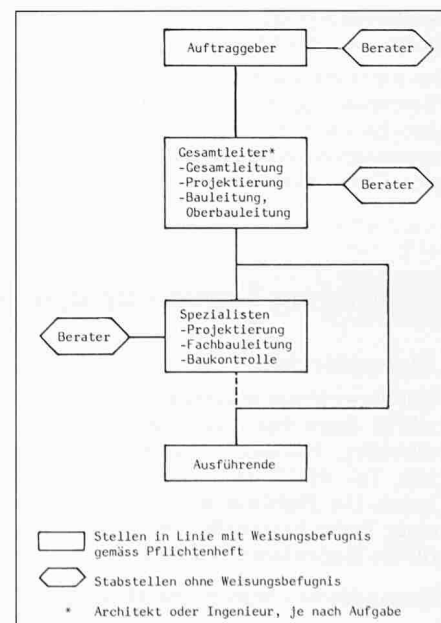 Auftraggeber
Berater
Gesamtleiter*
-Gesamtleitung
-Projektierung
-Bauleitung,
Oberbauleitung
Berater
Spezialisten
-Projektierung
-Fachbauleitung
-Baukontrolle
Berater
Ausführende
Stellen in Linie mit Weisungsbefugnis
gemäss Pflichtenheft
Stabstellen ohne Weisungsbefugnis
* Architekt oder Ingenieur, je nach Aufgabe